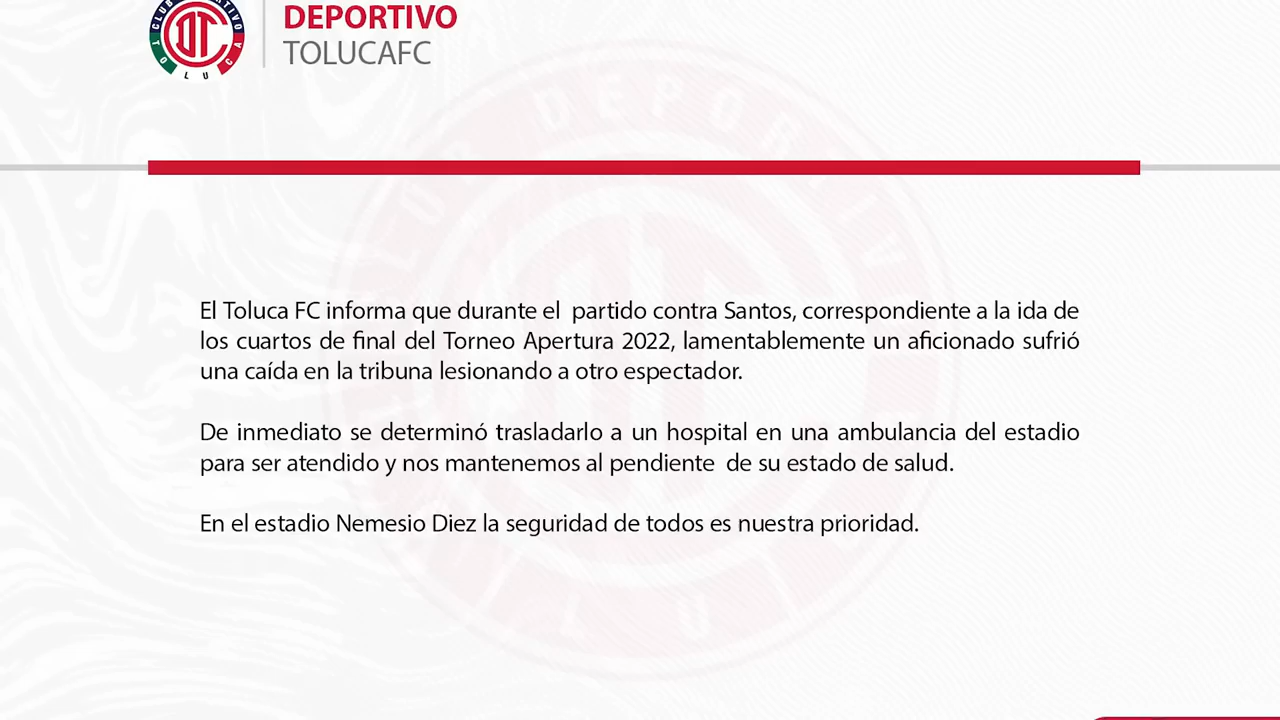 DEPORTIVO
TOLUCAFC
CLUB DEPORTIVO
TOLUCA
El Toluca FC informa que durante el partido contra Santos, correspondiente a la ida de
los cuartos de final del Torneo Apertura 2022, lamentablemente un aficionado sufrió
una caída en la tribuna lesionando a otro espectador.
De inmediato se determinó trasladarlo a un hospital en una ambulancia del estadio
para ser atendido y nos mantenemos al pendiente de su estado de salud.
En el estadio Nemesio Diez la seguridad de todos es nuestra prioridad.